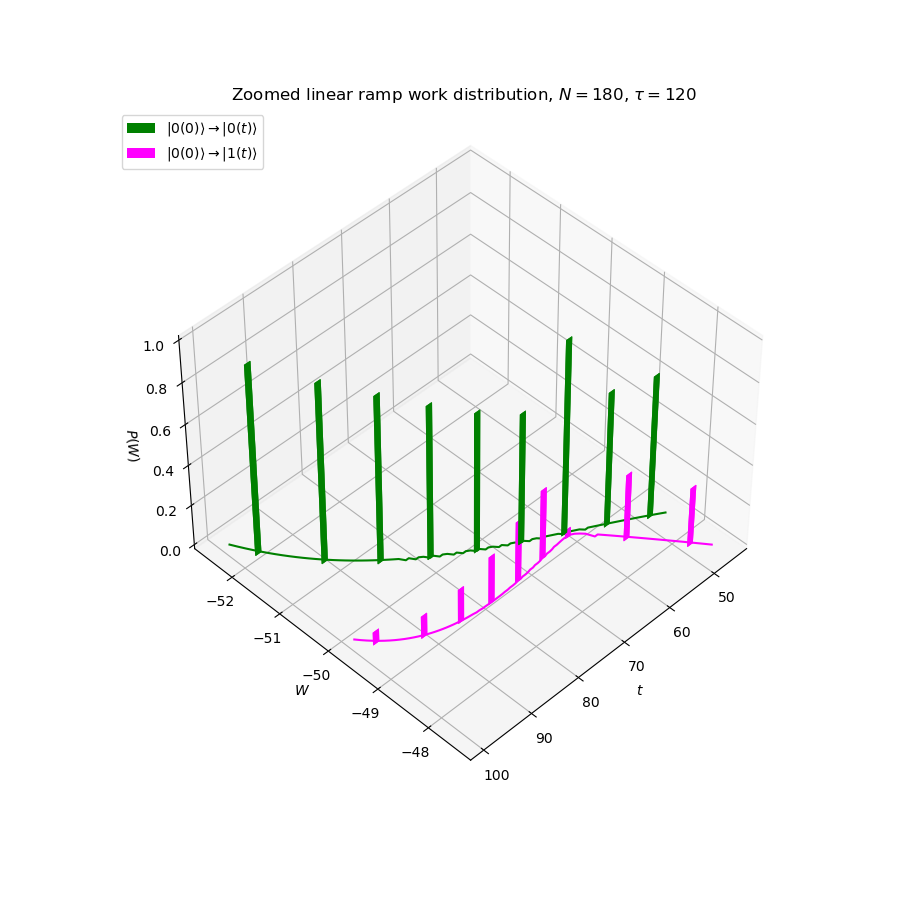 Zoomed linear ramp work distribution, N = 180, τ = 120
|0(0)⟩ → |0(t)⟩
|0(0)⟩ → |1(t)⟩
1.0
0.8
0.6
0.4
0.2
0.0
P(W)
−52
−51
−50
−49
−48
W
50
60
70
80
90
100
t